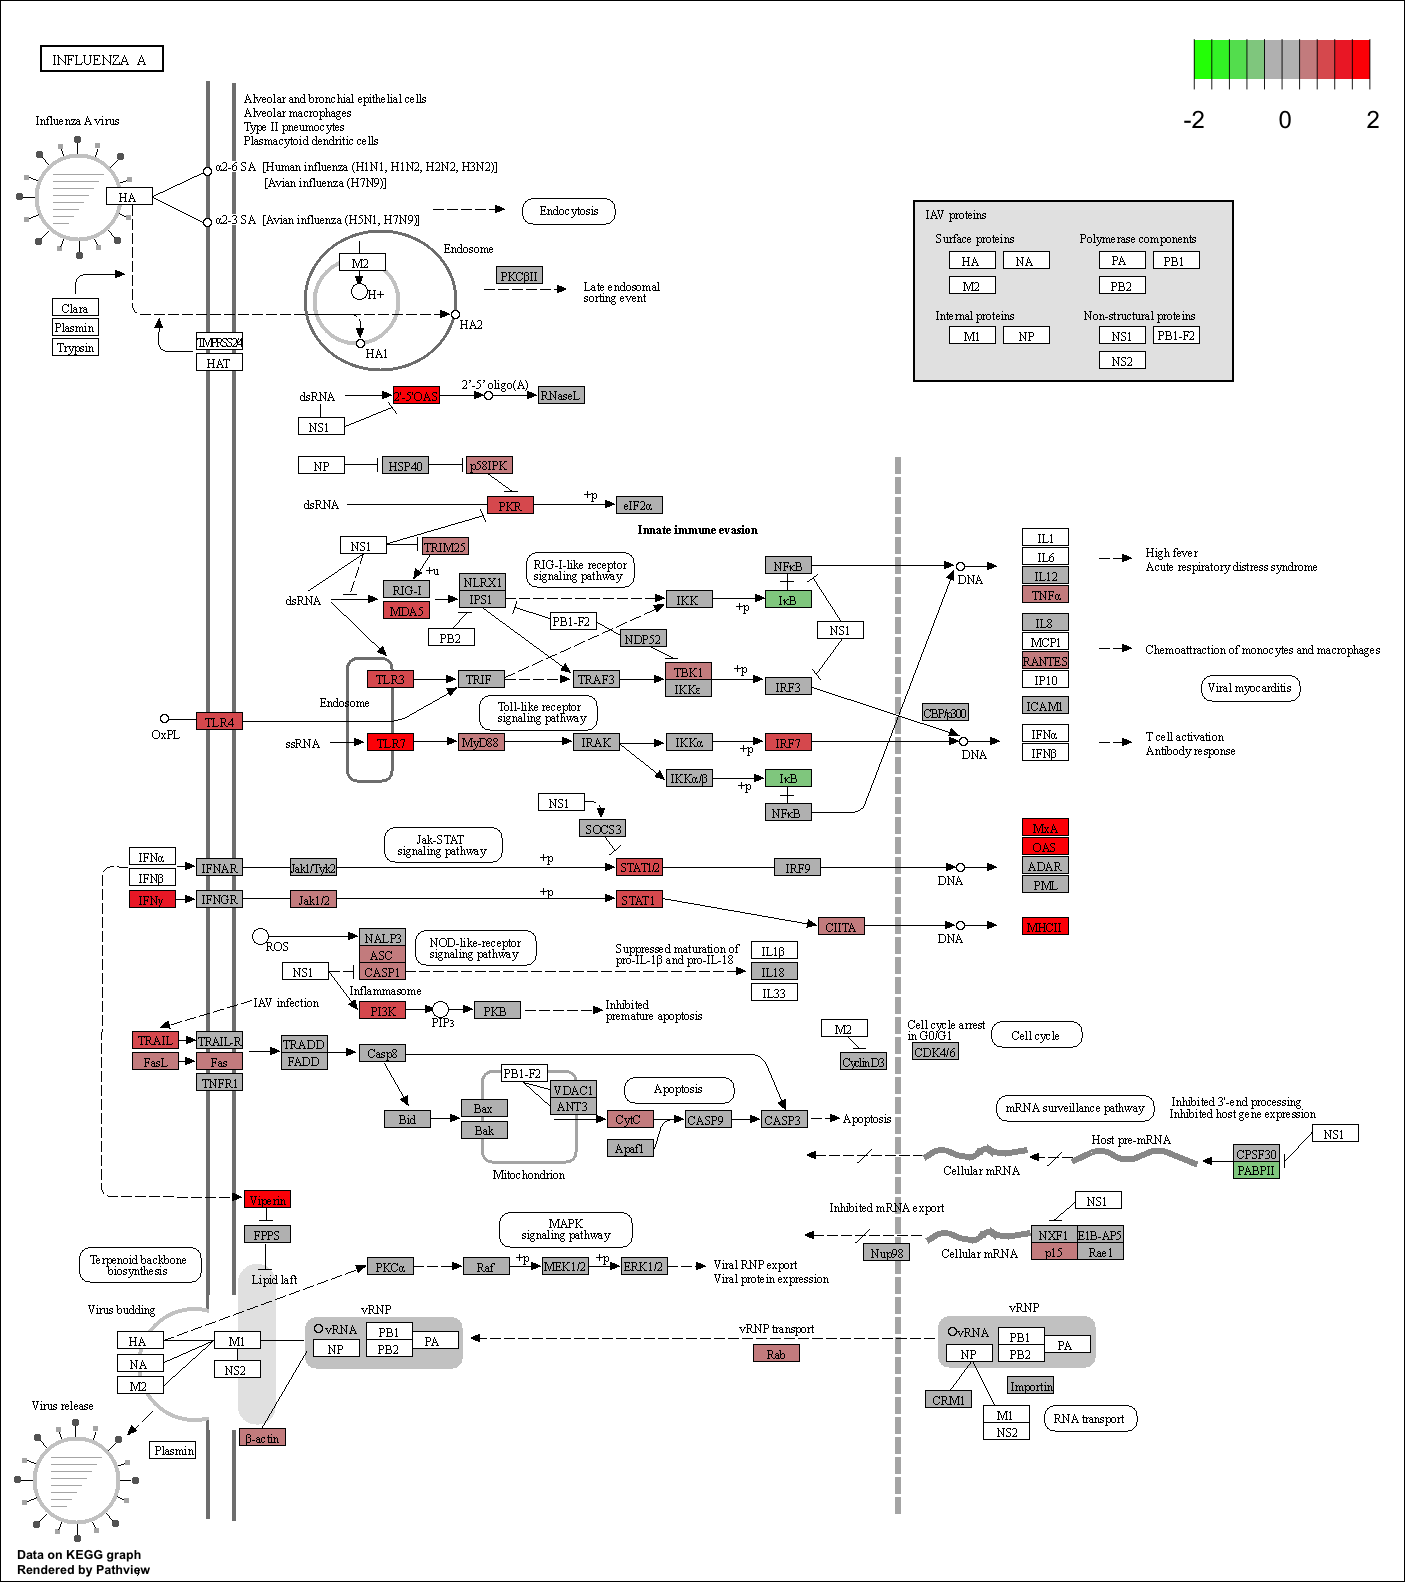 INFLUENZA A
-2 0 2
Alveolar and bronchial epithelial cells
Alveolar macrophages
Type II pneumocytes
Plasmacytoid dendritic cells
Influenza A virus
α2-6 SA [Human influenza (H1N1, H1N2, H2N2, H3N2)]
[Avian influenza (H7N9)]
HA
α2-3 SA [Avian influenza (H5N1, H7N9)]
Endocytosis
IAV proteins
Surface proteins
HA NA
M2
Polymerase components
PA PB1
PB2
Internal proteins
M1 NP
Non-structural proteins
NS1 PB1-F2
NS2
Endosome
M2
H+
PKCβII
Late endosomal
sorting event
HA2
HA1
Clara
Plasmin
Trypsin
HAT
dsRNA
2'-5'OAS
2'-5' oligo(A)
RNaseL
NS1
NP
HSP40
p58IPK
dsRNA
PKR
+p
eIF2α
Innate immune evasion
NS1
TRIM25
+u
RIG-I-like receptor
signaling pathway
dsRNA
RIG-I
MDA5
NLRX1
IPS1
IKK
+p
NFκB
IκB
DNA
PB2
PB1-F2
NDP52
NS1
IL1
IL6
IL12
TNFα
High fever
Acute respiratory distress syndrome
IL8
MCP1
RANTES
IP10
Chemoattraction of monocytes and macrophages
Viral myocarditis
ICAM1
IFNα
IFNβ
T cell activation
Antibody response
TLR3
TRIF
TRAF3
TBK1
IKKε
+p
IRF3
Endosome
Toll-like receptor
signaling pathway
CBP/p300
OxPL
TLR4
ssRNA
TLR7
MyD88
IRAK
IKKα
+p
IRF7
DNA
IKKα/β
+p
IκB
NFκB
NS1
SOCS3
Jak-STAT
signaling pathway
IFNα
IFNβ
IFNAR
Jak1/Tyk2
+p
STAT1/2
IRF9
DNA
MxA
OAS
ADAR
PML
IFNγ
IFNGR
Jak1/2
+p
STAT1
CIITA
DNA
MHCII
ROS
NALP3
ASC
CASP1
NOD-like-receptor
signaling pathway
Suppressed maturation of
pro-IL-1β and pro-IL-18
IL1β
IL18
IL33
NS1
Inflammasome
IAV infection
PI3K
PIP3
PKB
Inhibited
premature apoptosis
TRAIL
TRAIL-R
FasL
Fas
TNFR1
TRADD
FADD
Casp8
M2
CyclinD3
Cell cycle arrest
in G0/G1
CDK4/6
Cell cycle
PB1-F2
VDAC1
ANT3
Apoptosis
Bid
Bax
Bak
CytC
CASP9
CASP3
Apoptosis
Apaf1
Mitochondrion
mRNA surveillance pathway
Inhibited 3'-end processing
Inhibited host gene expression
NS1
Host pre-mRNA
Cellular mRNA
CPSF30
PABPII
Viperin
FPPS
Lipid laft
MAPK
signaling pathway
Inhibited mRNA export
NS1
Nup98
Cellular mRNA
NXF1
E1B-AP5
p15
Rae1
Terpenoid backbone
biosynthesis
PKCα
Raf
+p
MEK1/2
+p
ERK1/2
Viral RNP export
Viral protein expression
Virus budding
HA
NA
M2
M1
NS2
vRNP
vRNA
NP
PB1
PB2
PA
vRNP transport
Rab
vRNP
vRNA
NP
PB1
PB2
PA
CRM1
Importin
M1
NS2
RNA transport
Virus release
β-actin
Plasmin
Data on KEGG graph
Rendered by Pathview